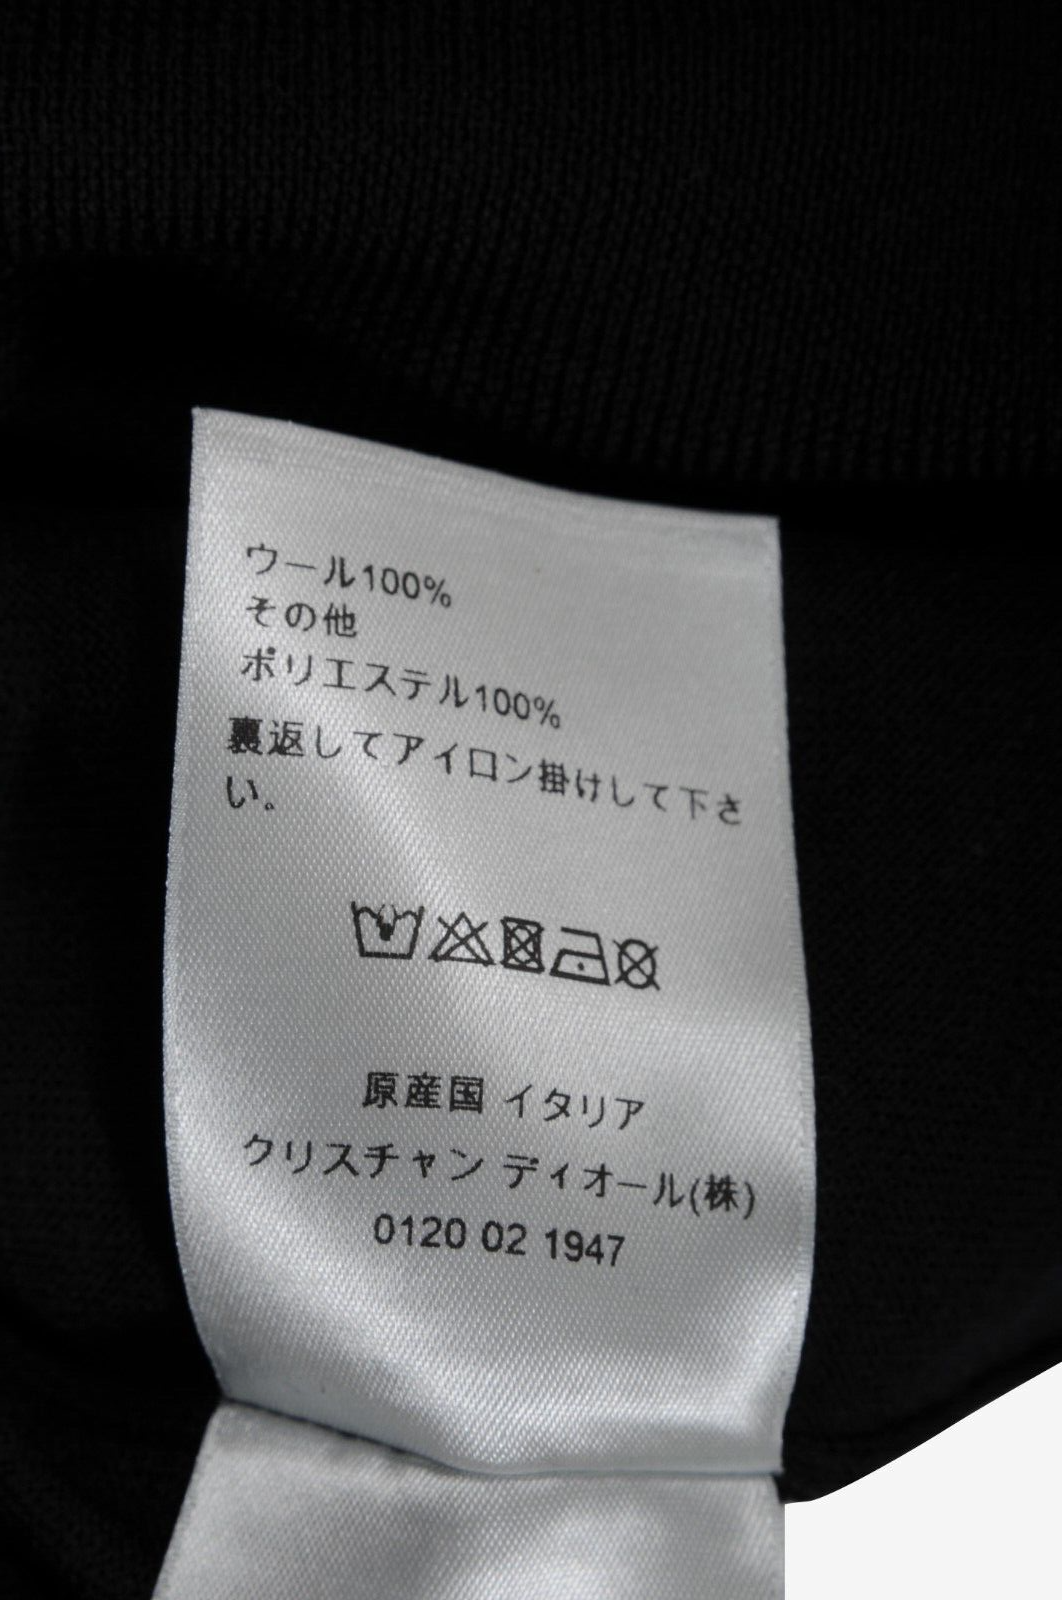 ウール100%
その他
ポリエステル100%
裏返してアイロン掛けして下さ
い。
原産国 イタリア
クリスチャン ディオール(株)
0120 02 1947